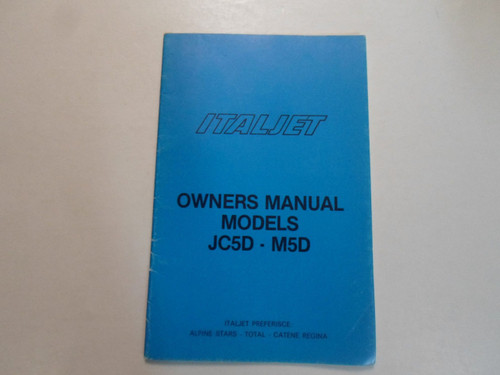 ITALJET
OWNERS MANUAL
MODELS
JC5D - M5D
ITALJET PREFERISCE
ALPINE STARS - TOTAL - CATENE REGINA